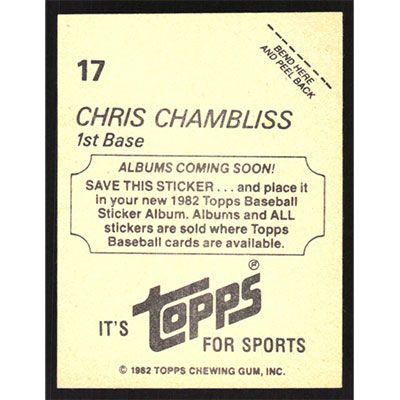 17
BEND HERE
AND PEEL BACK
CHRIS CHAMBLISS
1st Base
ALBUMS COMING SOON!
SAVE THIS STICKER . . . and place it
in your new 1982 Topps Baseball
Sticker Album. Albums and ALL
stickers are sold where Topps
Baseball cards are available.
IT'S topps®
FOR SPORTS
© 1982 TOPPS CHEWING GUM, INC.